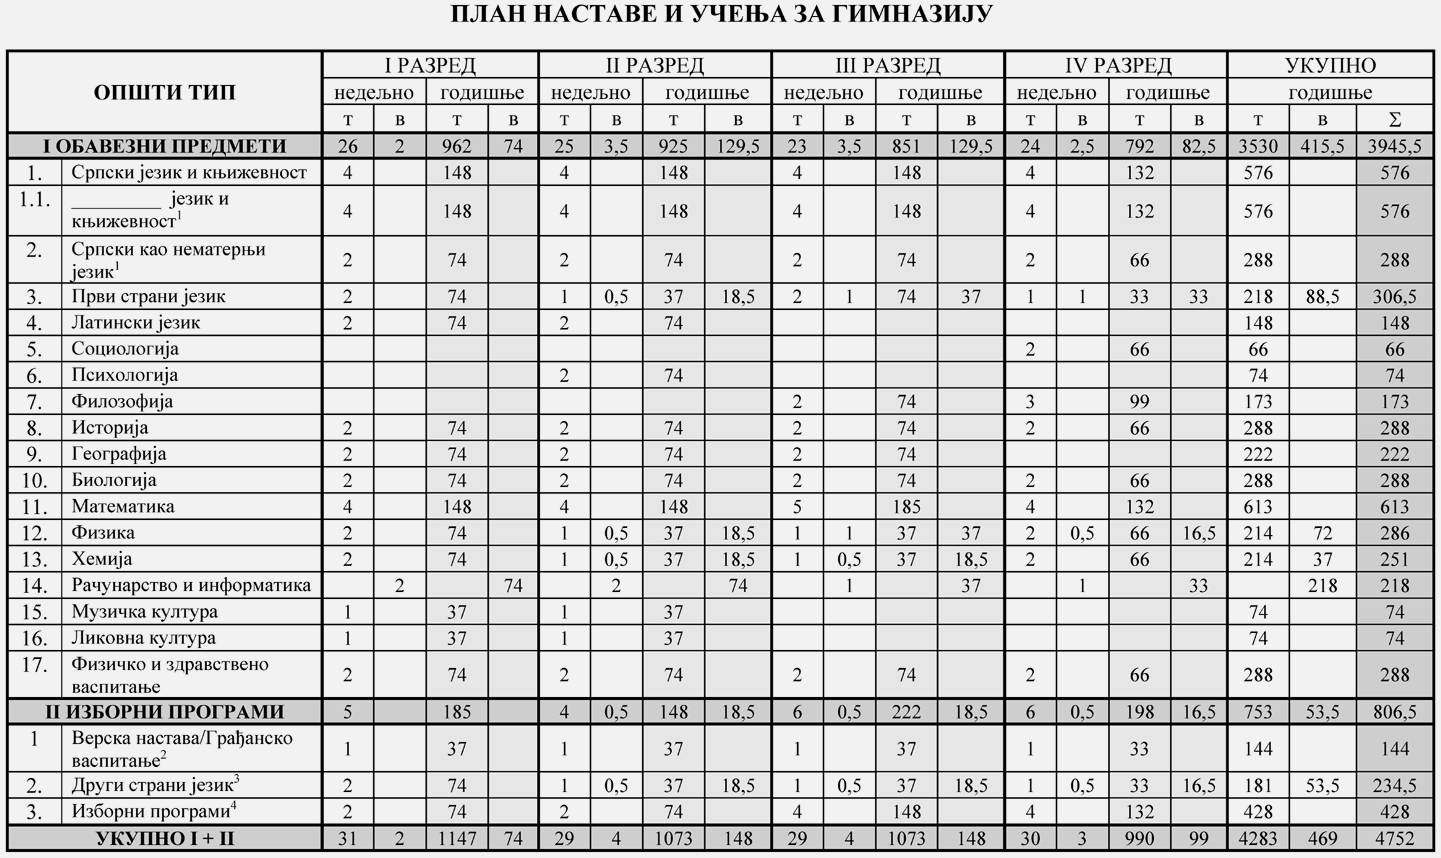 ПЛАН НАСТАВЕ И УЧЕЊА ЗА ГИМНАЗИЈУ
ОПШТИ ТИП
I РАЗРЕД II РАЗРЕД III РАЗРЕД IV РАЗРЕД УКУПНО
недељно годишње недељно годишње недељно годишње недељно годишње годишње
т в т в т в т в т в т в т в т в т в Σ
I ОБАВЕЗНИ ПРЕДМЕТИ 26 2 962 74 25 3,5 925 129,5 23 3,5 851 129,5 24 2,5 792 82,5 3530 415,5 3945,5
1. Српски језик и књижевност 4 148 4 148 4 148 4 132 576 576
1.1. _________ језик и
књижевност¹ 4 148 4 148 4 148 4 132 576 576
2. Српски као нематерњи
језик¹ 2 74 2 74 2 74 2 66 288 288
3. Први страни језик 2 74 1 0,5 37 18,5 2 1 74 37 1 1 33 33 218 88,5 306,5
4. Латински језик 2 74 2 74 148 148
5. Социологија 2 66 66 66
6. Психологија 2 74 74 74
7. Филозофија 2 74 3 99 173 173
8. Историја 2 74 2 74 2 74 2 66 288 288
9. Географија 2 74 2 74 2 74 222 222
10. Биологија 2 74 2 74 2 74 2 66 288 288
11. Математика 4 148 4 148 5 185 4 132 613 613
12. Физика 2 74 1 0,5 37 18,5 1 1 37 37 2 0,5 66 16,5 214 72 286
13. Хемија 2 74 1 0,5 37 18,5 1 0,5 37 18,5 2 66 214 37 251
14. Рачунарство и информатика 2 74 2 74 1 37 1 33 218 218
15. Музичка култура 1 37 1 37 74 74
16. Ликовна култура 1 37 1 37 74 74
17. Физичко и здравствено
васпитање 2 74 2 74 2 74 2 66 288 288
II ИЗБОРНИ ПРОГРАМИ 5 185 4 0,5 148 18,5 6 0,5 222 18,5 6 0,5 198 16,5 753 53,5 806,5
1 Верска настава/Грађанско
васпитање² 1 37 1 37 1 37 1 33 144 144
2. Други страни језик³ 2 74 1 0,5 37 18,5 1 0,5 37 18,5 1 0,5 33 16,5 181 53,5 234,5
3. Изборни програми⁴ 2 74 2 74 4 148 4 132 428 428
УКУПНО I + II 31 2 1147 74 29 4 1073 148 29 4 1073 148 30 3 990 99 4283 469 4752